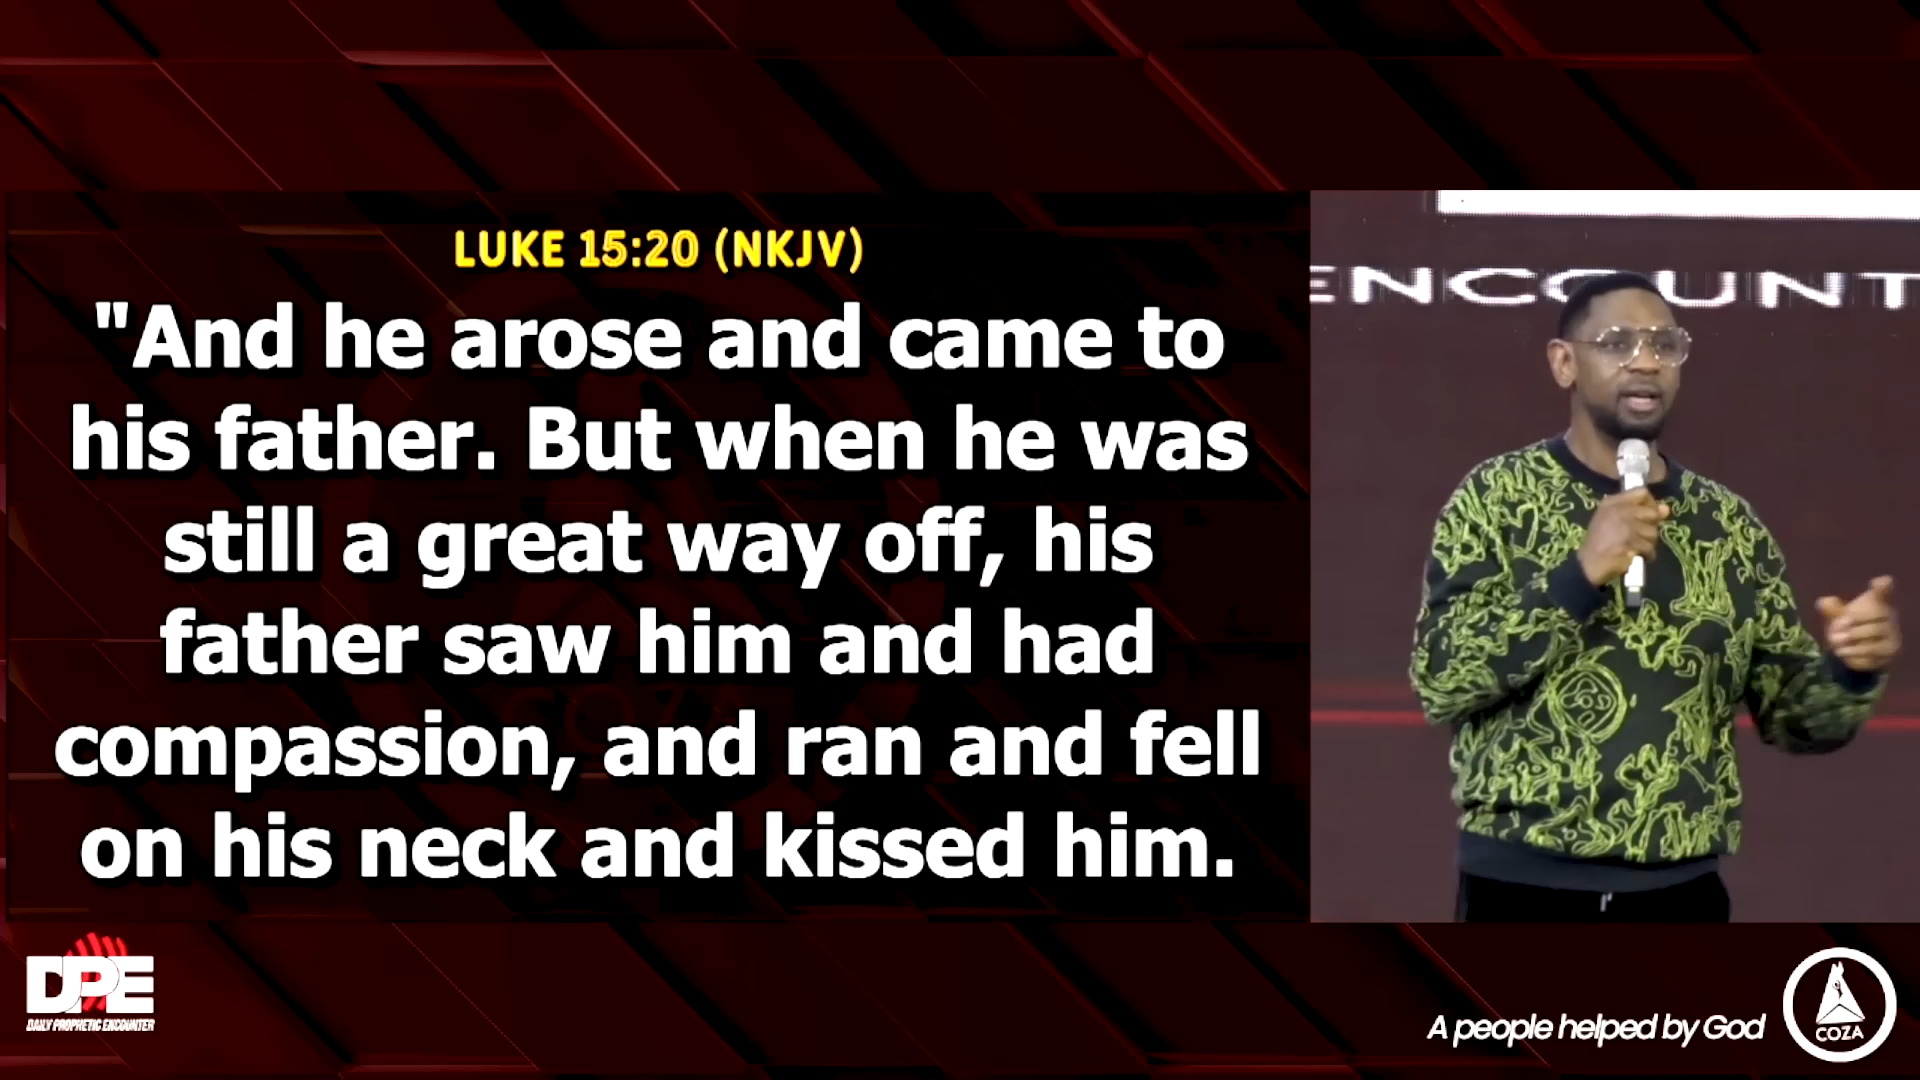 LUKE 15:20 (NKJV)
"And he arose and came to
his father. But when he was
still a great way off, his
father saw him and had
compassion, and ran and fell
on his neck and kissed him.
ENCOUNT
DPE
DAILY PROPHETIC ENCOUNTER
A people helped by God
COZA